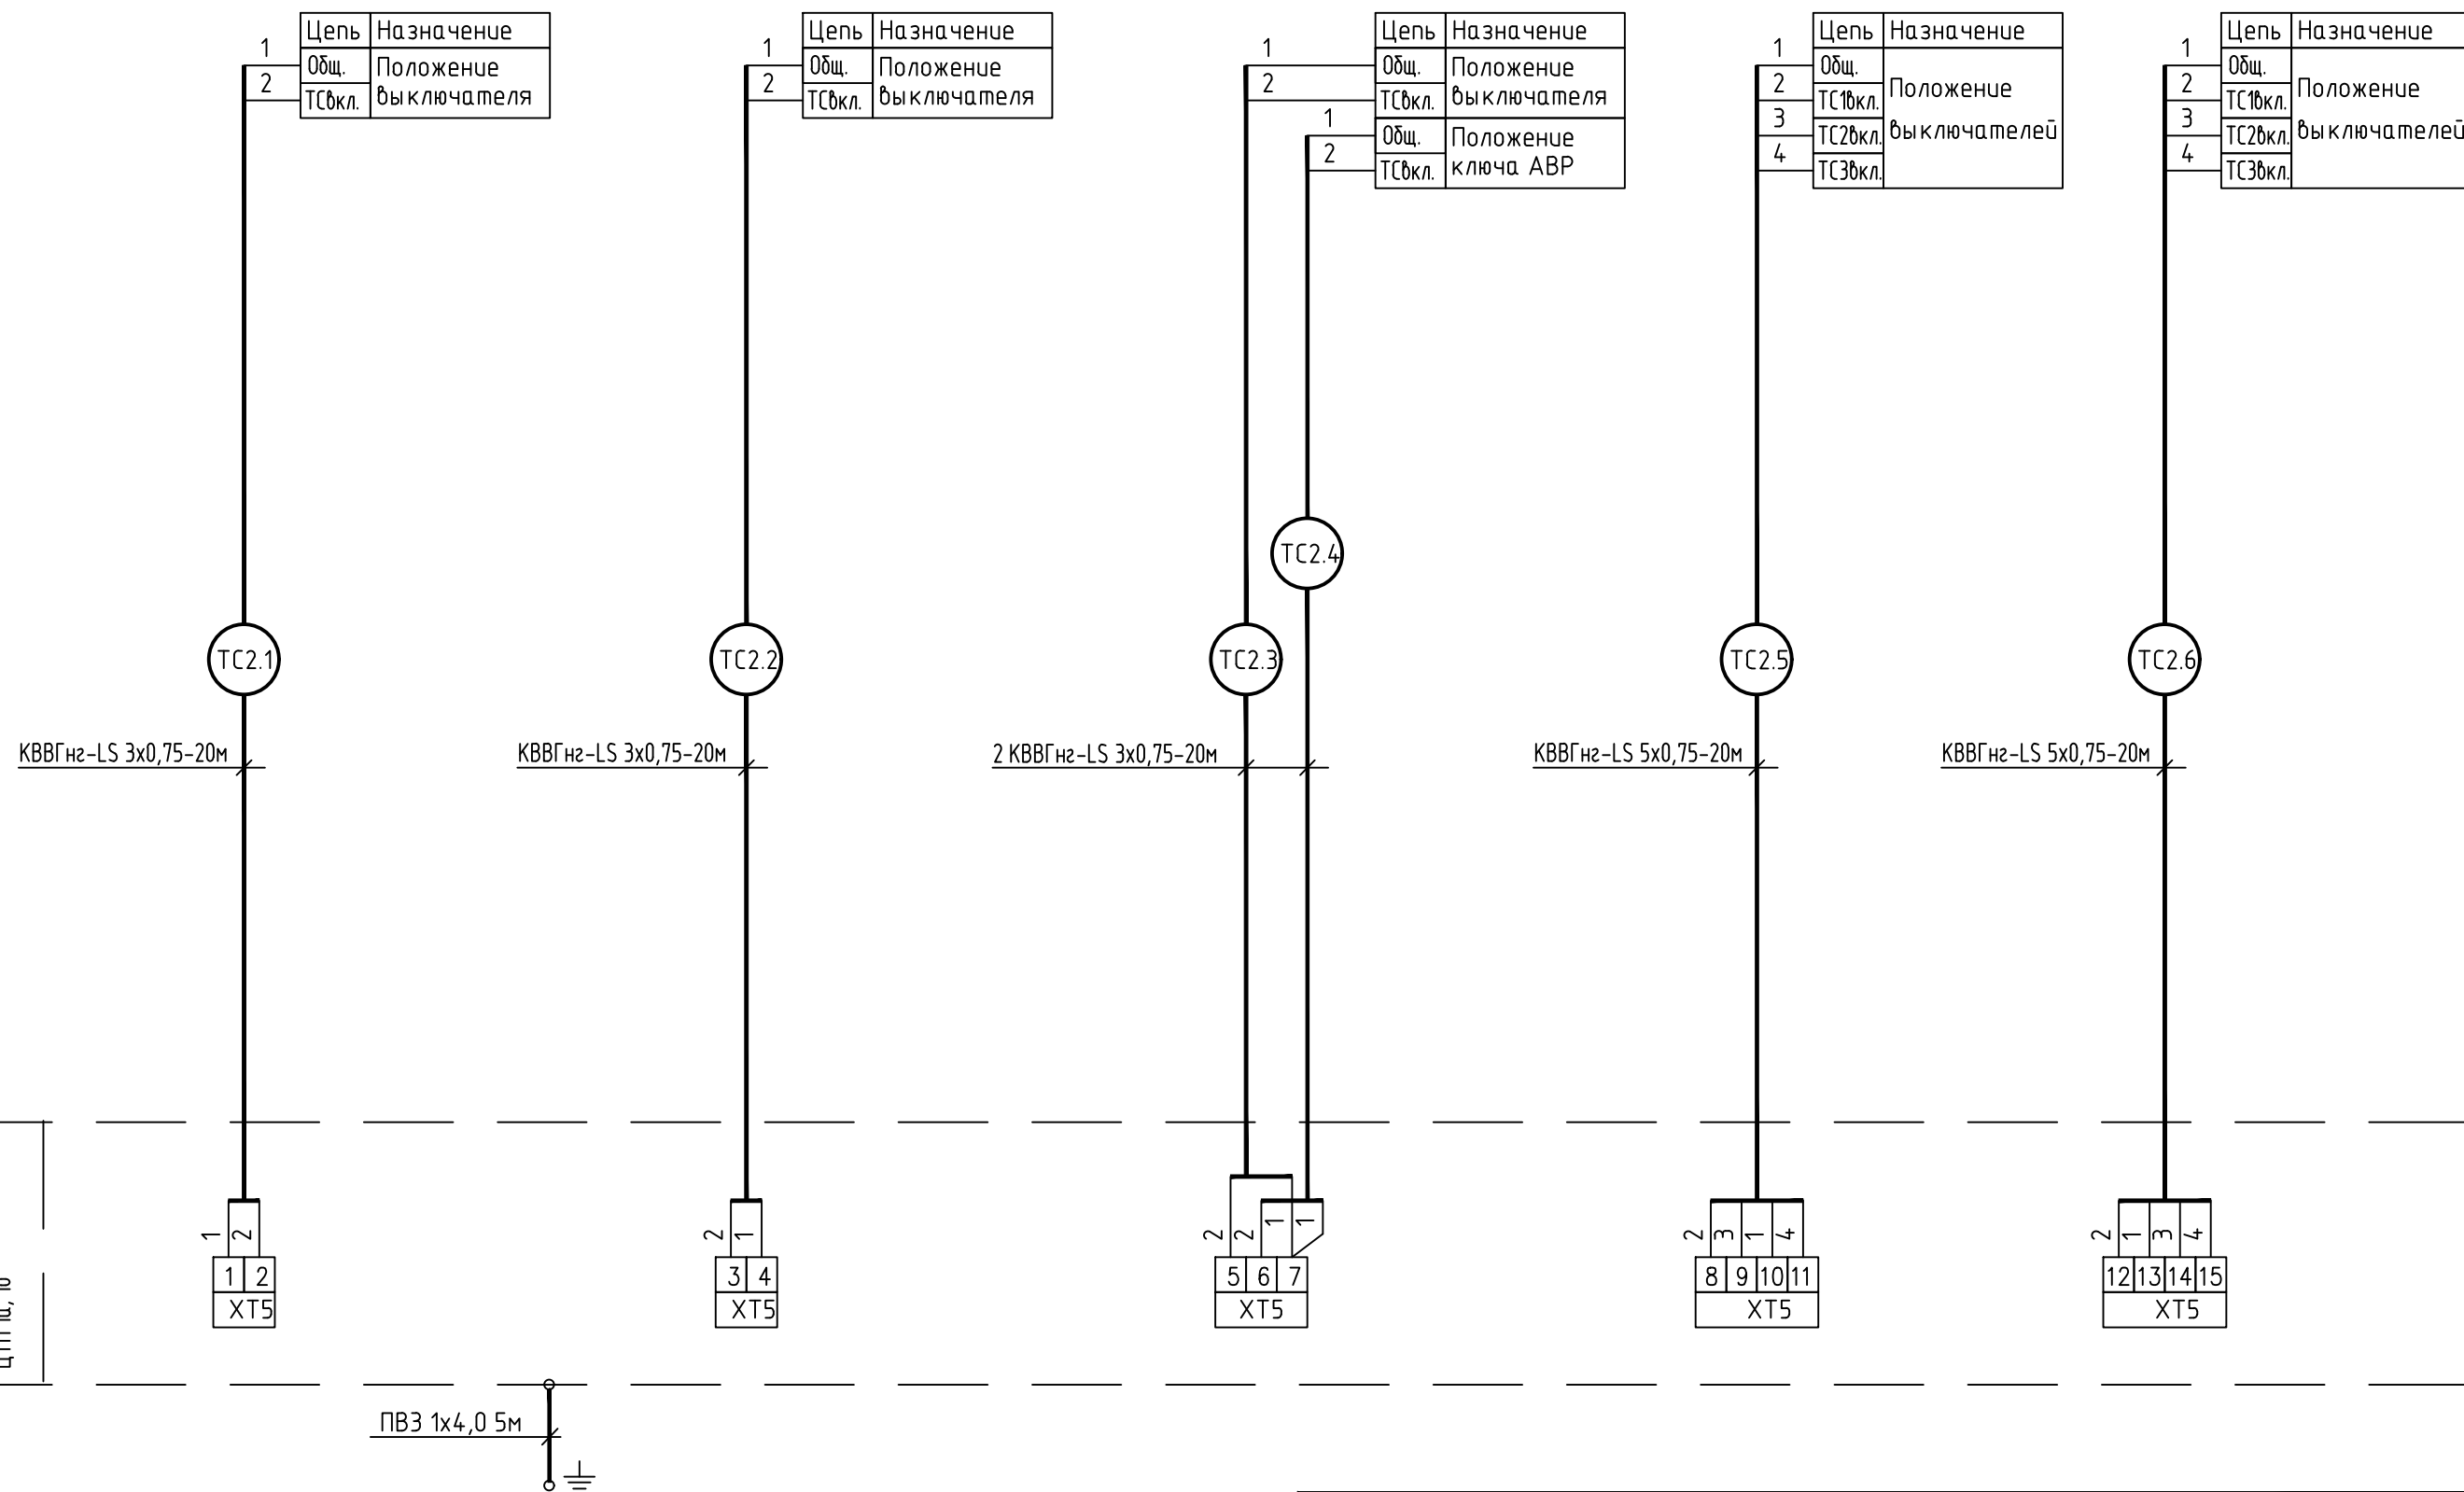 Цепь Назначение
1 Общ. Положение
2 ТСвкл. выключателя
Цепь Назначение
1 Общ. Положение
2 ТСвкл. выключателя
Цепь Назначение
1 Общ. Положение
2 ТСвкл. выключателя
1 Общ. Положение
2 ТСвкл. ключа АВР
Цепь Назначение
1 Общ.
2 ТС1вкл.
3 ТС2вкл.
4 ТС3вкл.
Положение
выключателей
Цепь Назначение
1 Общ.
2 ТС1вкл.
3 ТС2вкл.
4 ТС3вкл.
Положение
выключателей
ТС2.4
ТС2.1
ТС2.2
ТС2.3
ТС2.5
ТС2.6
КВВГнг-LS 3х0,75-20м
КВВГнг-LS 3х0,75-20м
2 КВВГнг-LS 3х0,75-20м
КВВГнг-LS 5х0,75-20м
КВВГнг-LS 5х0,75-20м
1 2
1 2
ХТ5
2 1
3 4
ХТ5
2 2 1 1
5 6 7
ХТ5
2 3 1 4
8 9 10 11
ХТ5
2 1 3 4
12 13 14 15
ХТ5
ПВ3 1х4,0 5м